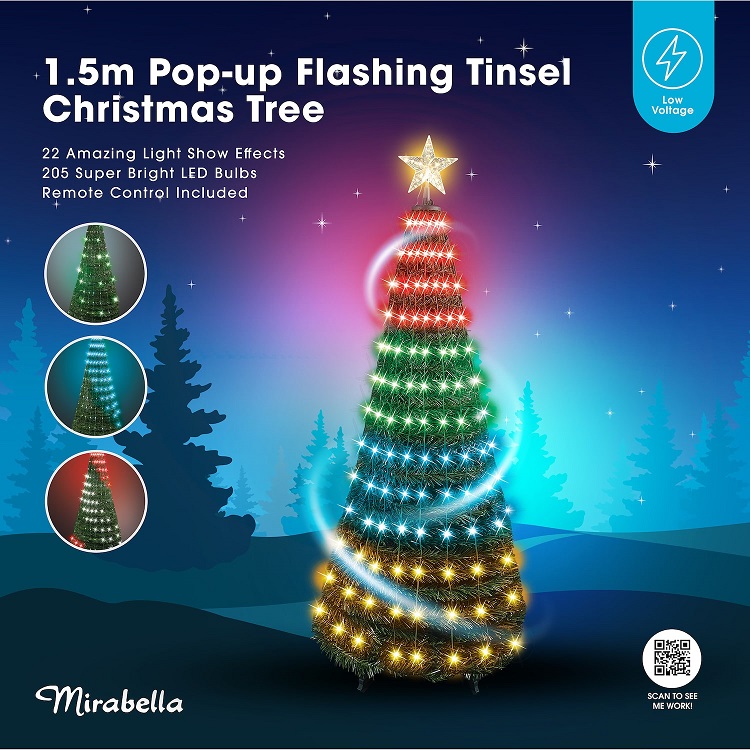 1.5m Pop-up Flashing Tinsel
Christmas Tree
22 Amazing Light Show Effects
205 Super Bright LED Bulbs
Remote Control Included
Low
Voltage
Mirabella
SCAN TO SEE
ME WORK!